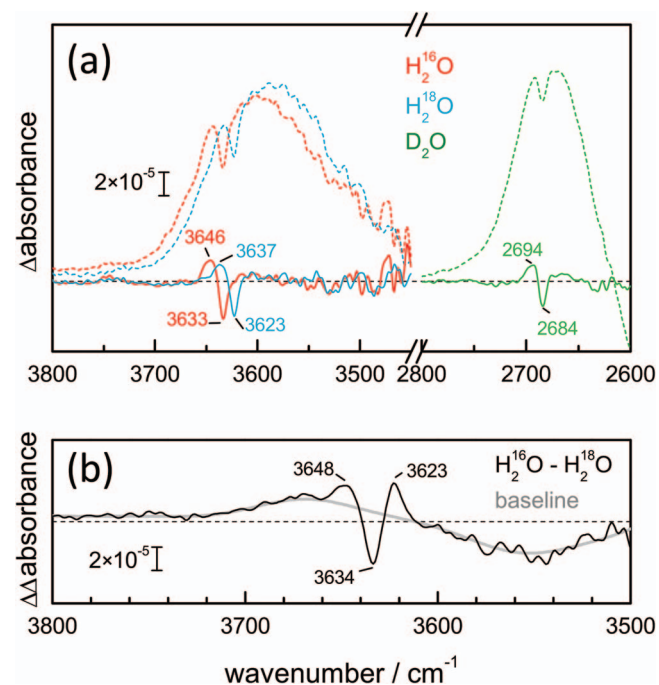 (a)
H₂¹⁶O
H₂¹⁸O
D₂O
Δabsorbance
2×10⁻⁵
3646
3637
3633
3623
2694
2684
3800 3700 3600 3500 2800 2700 2600
(b)
H₂¹⁶O - H₂¹⁸O
baseline
ΔΔabsorbance
2×10⁻⁵
3648
3623
3634
3800 3700 3600 3500
wavenumber / cm⁻¹